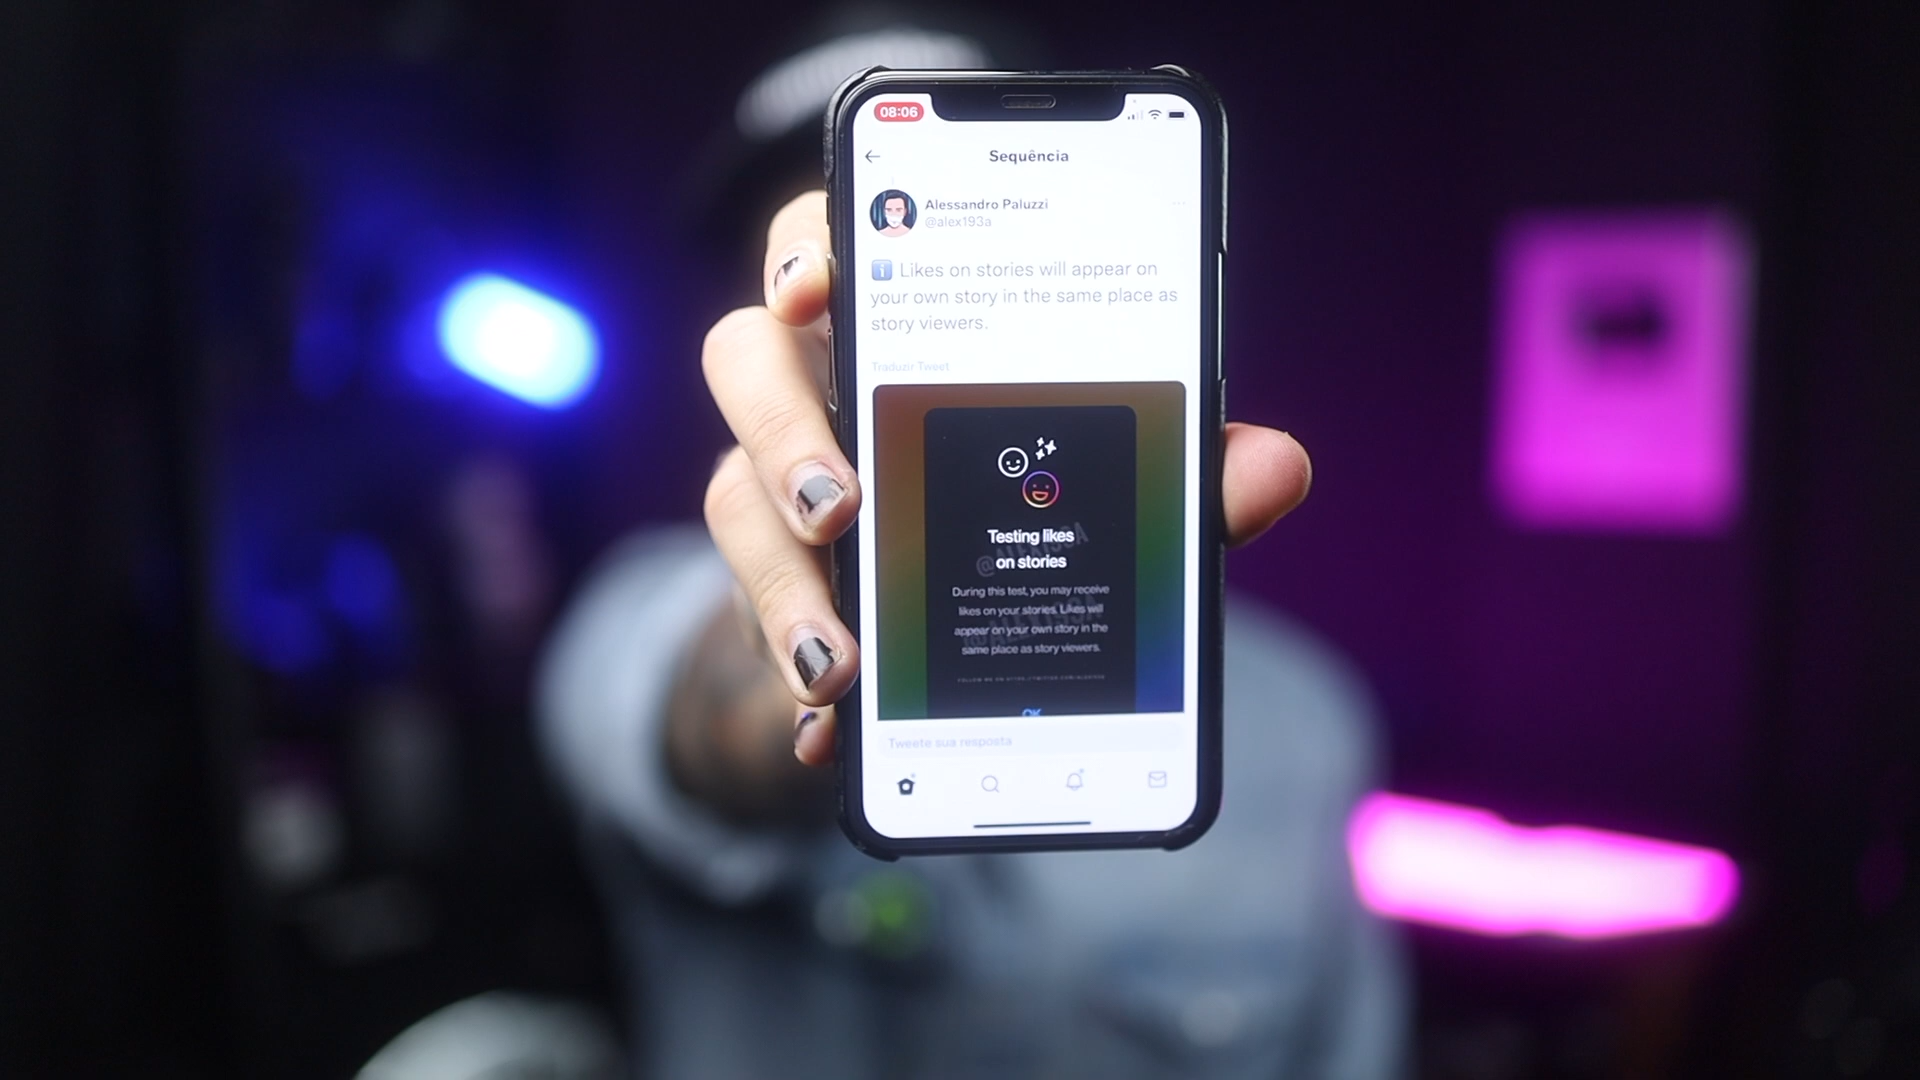 08:06
Sequência
Alessandro Paluzzi
@alex193a
Likes on stories will appear on
your own story in the same place as
story viewers.
Traduzir Tweet
Testing likes
on stories
During this test, you may receive
likes on your stories. Likes will
appear on your own story in the
same place as story viewers.
OK
Tweete sua resposta